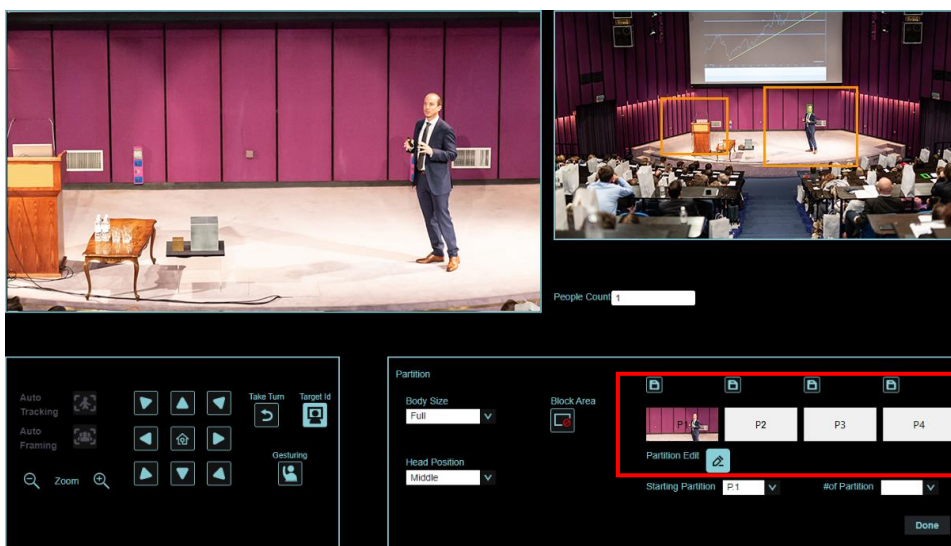 People Count 1
Auto Tracking
Auto Framing
Zoom
Take Turn
Target Id
Gesturing
Partition
Body Size
Full
Head Position
Middle
Block Area
P1
P2
P3
P4
Partition Edit
Starting Partition P.1
#of Partition
Done